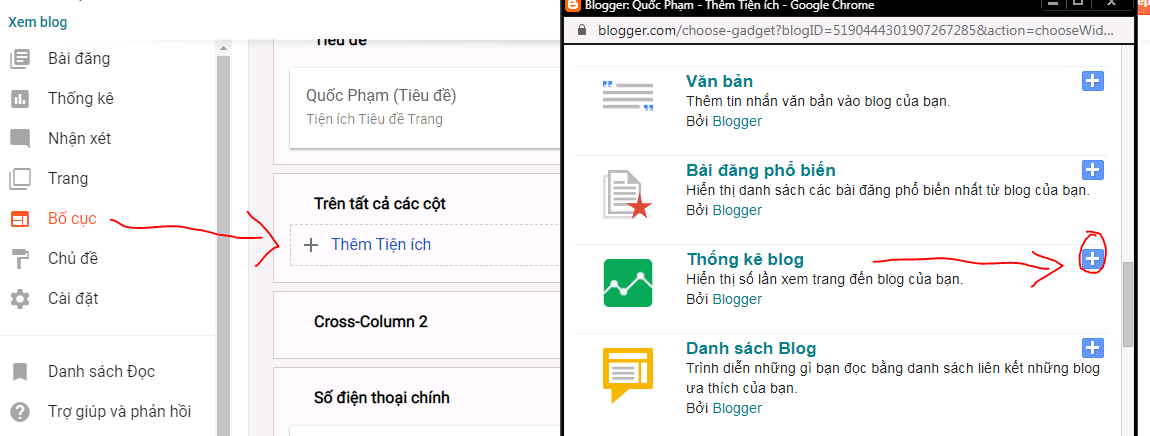 Xem blog
Bài đăng
Thống kê
Nhận xét
Trang
Bố cục
Chủ đề
Cài đặt
Danh sách Đọc
Trợ giúp và phản hồi
Tiêu đề
Quốc Phạm (Tiêu đề)
Tiện ích Tiêu đề Trang
Trên tất cả các cột
Thêm Tiện ích
Cross-Column 2
Số điện thoại chính
Blogger: Quốc Phạm - Thêm Tiện ích - Google Chrome
blogger.com/choose-gadget?blogID=5190444301907267285&action=chooseWid...
Văn bản
Thêm tin nhắn văn bản vào blog của bạn.
Bởi Blogger
Bài đăng phổ biến
Hiển thị danh sách các bài đăng phổ biến nhất từ blog của bạn.
Bởi Blogger
Thống kê blog
Hiển thị số lần xem trang đến blog của bạn.
Bởi Blogger
Danh sách Blog
Trình diễn những gì bạn đọc bằng danh sách liên kết những blog
ưa thích của bạn.
Bởi Blogger